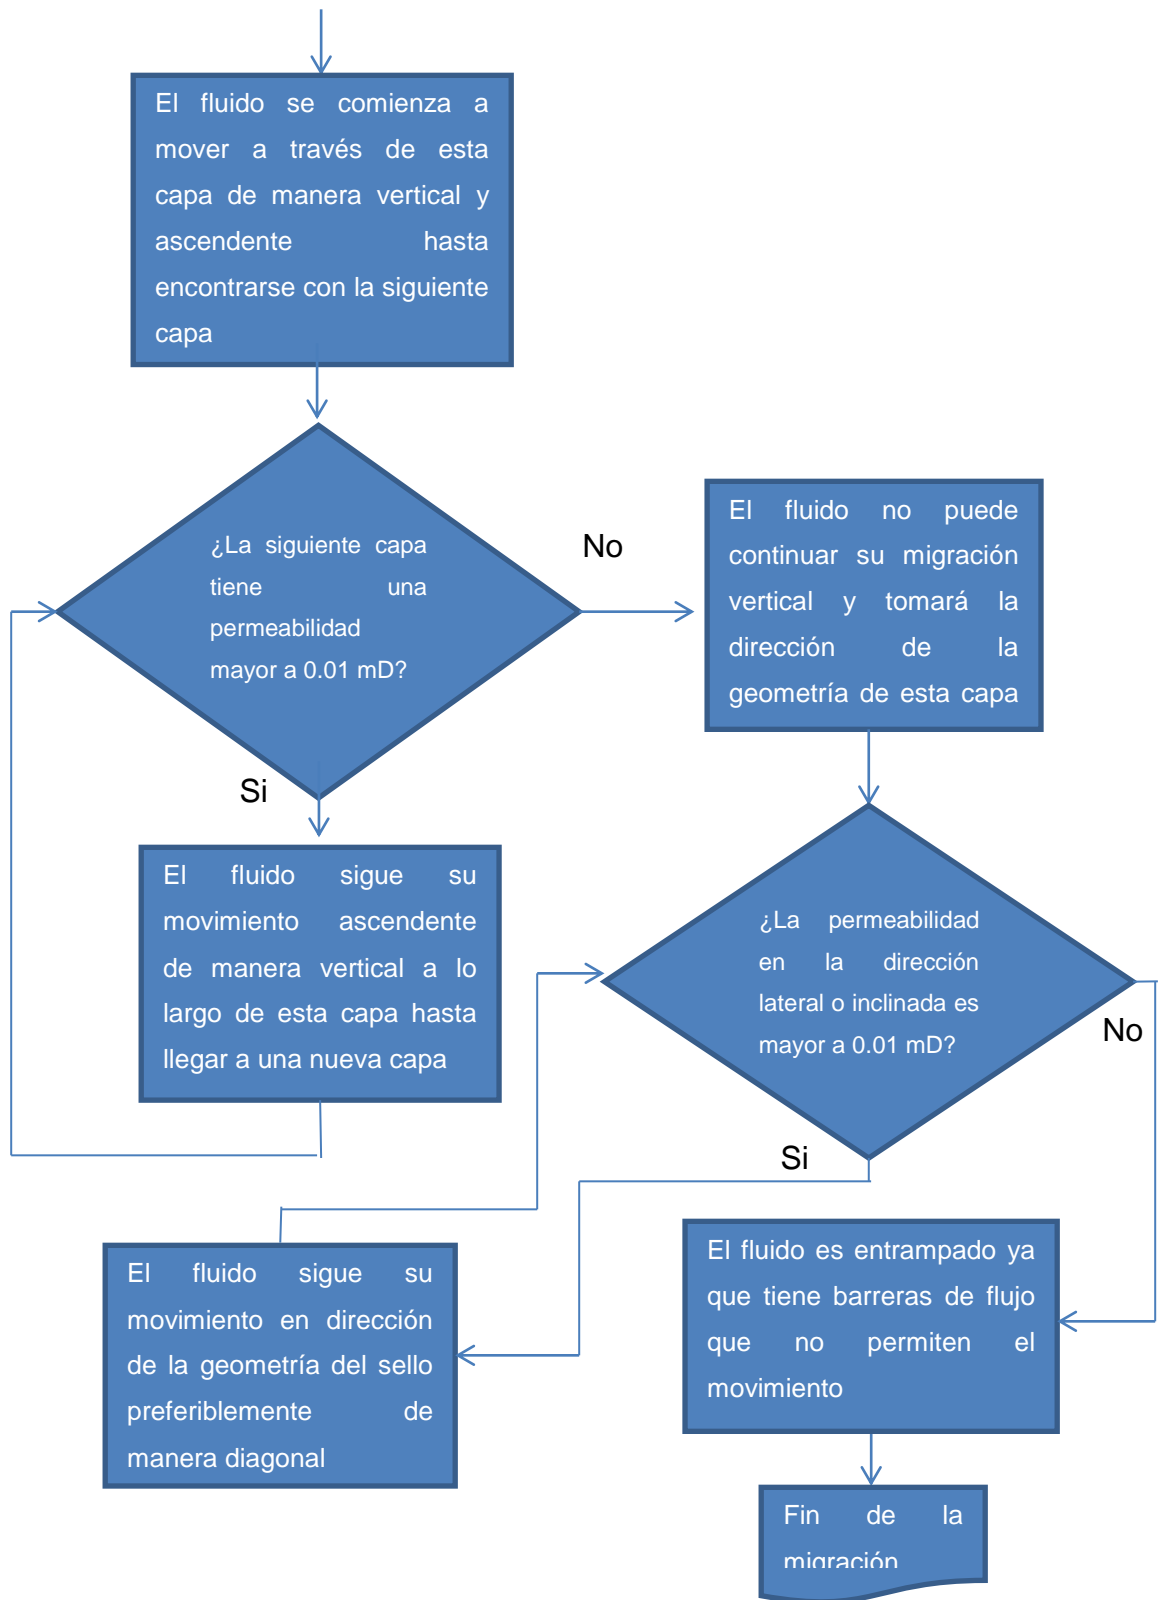 El fluido se comienza a
mover a través de esta
capa de manera vertical y
ascendente hasta
encontrarse con la siguiente
capa
¿La siguiente capa
tiene una
permeabilidad
mayor a 0.01 mD?
No
El fluido no puede
continuar su migración
vertical y tomará la
dirección de la
geometría de esta capa
Si
El fluido sigue su
movimiento ascendente
de manera vertical a lo
largo de esta capa hasta
llegar a una nueva capa
¿La permeabilidad
en la dirección
lateral o inclinada es
mayor a 0.01 mD?
No
Si
El fluido sigue su
movimiento en dirección
de la geometría del sello
preferiblemente de
manera diagonal
El fluido es entrampado ya
que tiene barreras de flujo
que no permiten el
movimiento
Fin de la
migración